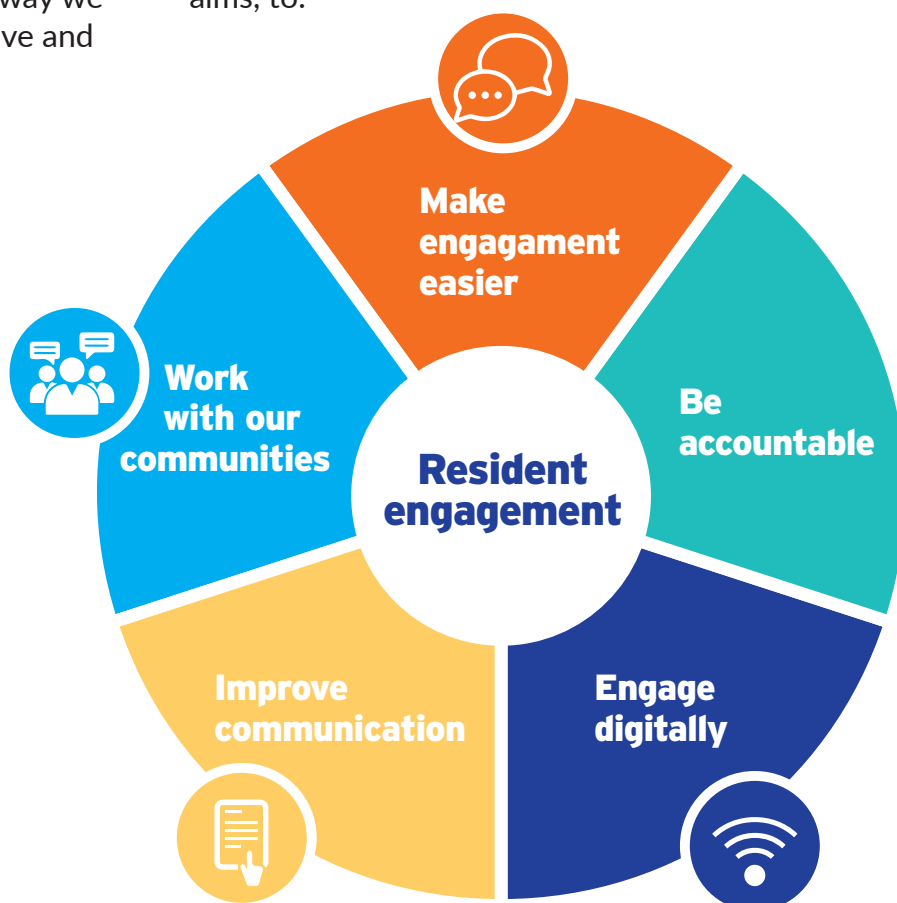 way we
ve and
aims, to:
Make
engagament
easier
Be
accountable
Engage
digitally
Improve
communication
Work
with our
communities
Resident
engagement